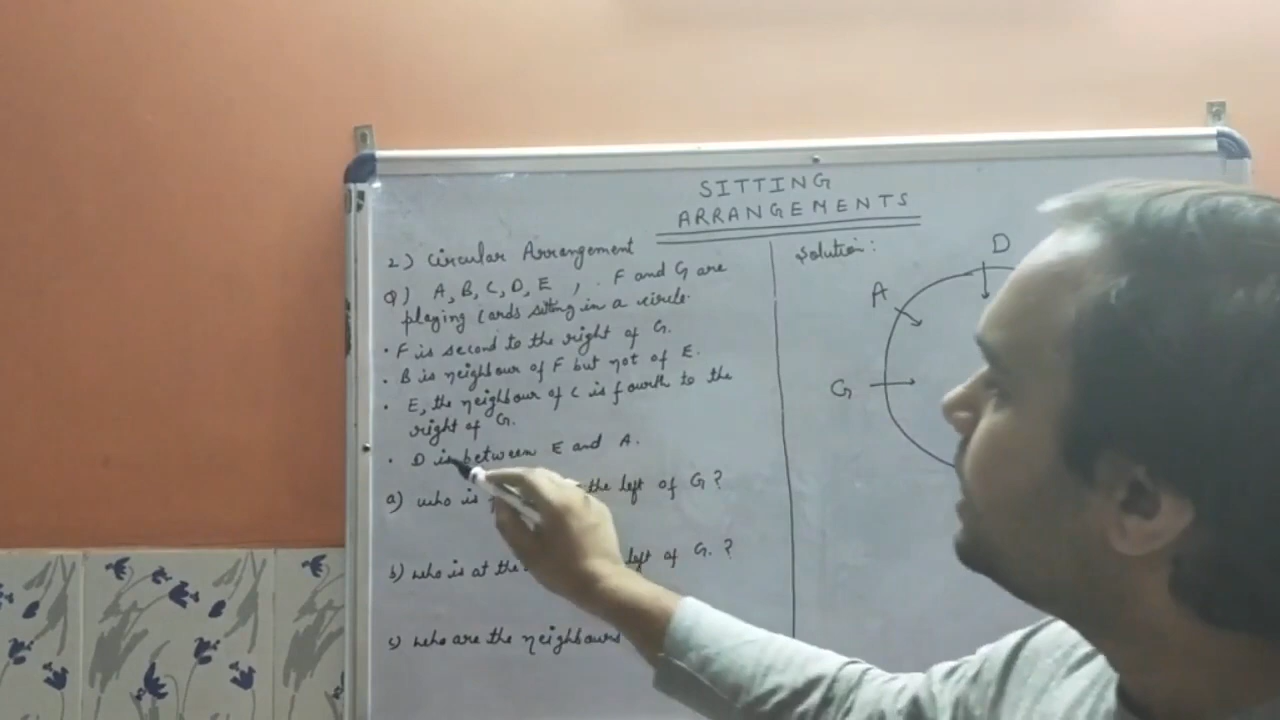 SITTING
ARRANGEMENTS
2) Circular Arrangement
Q) A, B, C, D, E , . F and G are
playing cards sitting in a circle.
• F is second to the right of G.
• B is neighbour of F but not of E.
• E, the neighbour of C is fourth to the
right of G.
• D is between E and A.
a) who is the left of G?
b) who is at the left of G. ?
c) who are the neighbours
Solution:
D
A
G